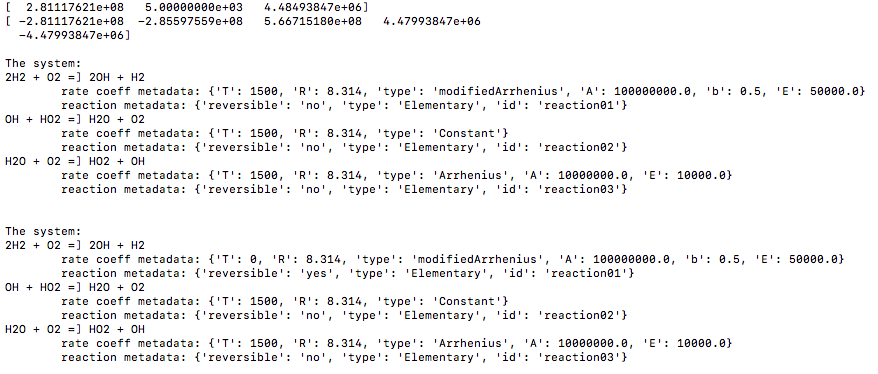 [  2.81117621e+08   5.00000000e+03   4.48493847e+06]
[ -2.81117621e+08  -2.85597559e+08   5.66715180e+08   4.47993847e+06
  -4.47993847e+06]
The system:
2H2 + O2 =] 2OH + H2
rate coeff metadata: {'T': 1500, 'R': 8.314, 'type': 'modifiedArrhenius', 'A': 100000000.0, 'b': 0.5, 'E': 50000.0}
reaction metadata: {'reversible': 'no', 'type': 'Elementary', 'id': 'reaction01'}
OH + HO2 =] H2O + O2
rate coeff metadata: {'T': 1500, 'R': 8.314, 'type': 'Constant'}
reaction metadata: {'reversible': 'no', 'type': 'Elementary', 'id': 'reaction02'}
H2O + O2 =] HO2 + OH
rate coeff metadata: {'T': 1500, 'R': 8.314, 'type': 'Arrhenius', 'A': 10000000.0, 'E': 10000.0}
reaction metadata: {'reversible': 'no', 'type': 'Elementary', 'id': 'reaction03'}
The system:
2H2 + O2 =] 2OH + H2
rate coeff metadata: {'T': 0, 'R': 8.314, 'type': 'modifiedArrhenius', 'A': 100000000.0, 'b': 0.5, 'E': 50000.0}
reaction metadata: {'reversible': 'yes', 'type': 'Elementary', 'id': 'reaction01'}
OH + HO2 =] H2O + O2
rate coeff metadata: {'T': 1500, 'R': 8.314, 'type': 'Constant'}
reaction metadata: {'reversible': 'no', 'type': 'Elementary', 'id': 'reaction02'}
H2O + O2 =] HO2 + OH
rate coeff metadata: {'T': 1500, 'R': 8.314, 'type': 'Arrhenius', 'A': 10000000.0, 'E': 10000.0}
reaction metadata: {'reversible': 'no', 'type': 'Elementary', 'id': 'reaction03'}